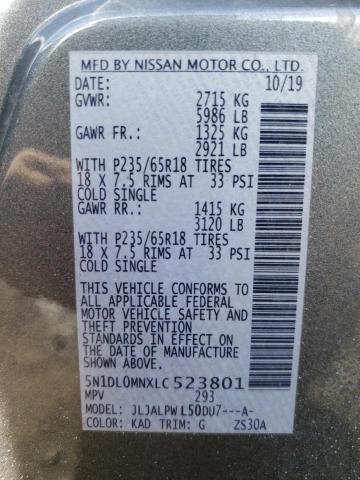 MFD BY NISSAN MOTOR CO., LTD.
DATE: 10/19
GVWR: 2715 KG
5986 LB
GAWR FR.: 1325 KG
2921 LB
WITH P235/65R18 TIRES
18 X 7.5 RIMS AT 33 PSI
COLD SINGLE
GAWR RR.: 1415 KG
3120 LB
WITH P235/65R18 TIRES
18 X 7.5 RIMS AT 33 PSI
COLD SINGLE
THIS VEHICLE CONFORMS TO
ALL APPLICABLE FEDERAL
MOTOR VEHICLE SAFETY AND
THEFT PREVENTION
STANDARDS IN EFFECT ON
THE DATE OF MANUFACTURE
SHOWN ABOVE.
5N1DL0MNXLC 523801
MPV 293
MODEL: JLJALPW L50DU7---A-
COLOR: KAD TRIM: G ZS30A